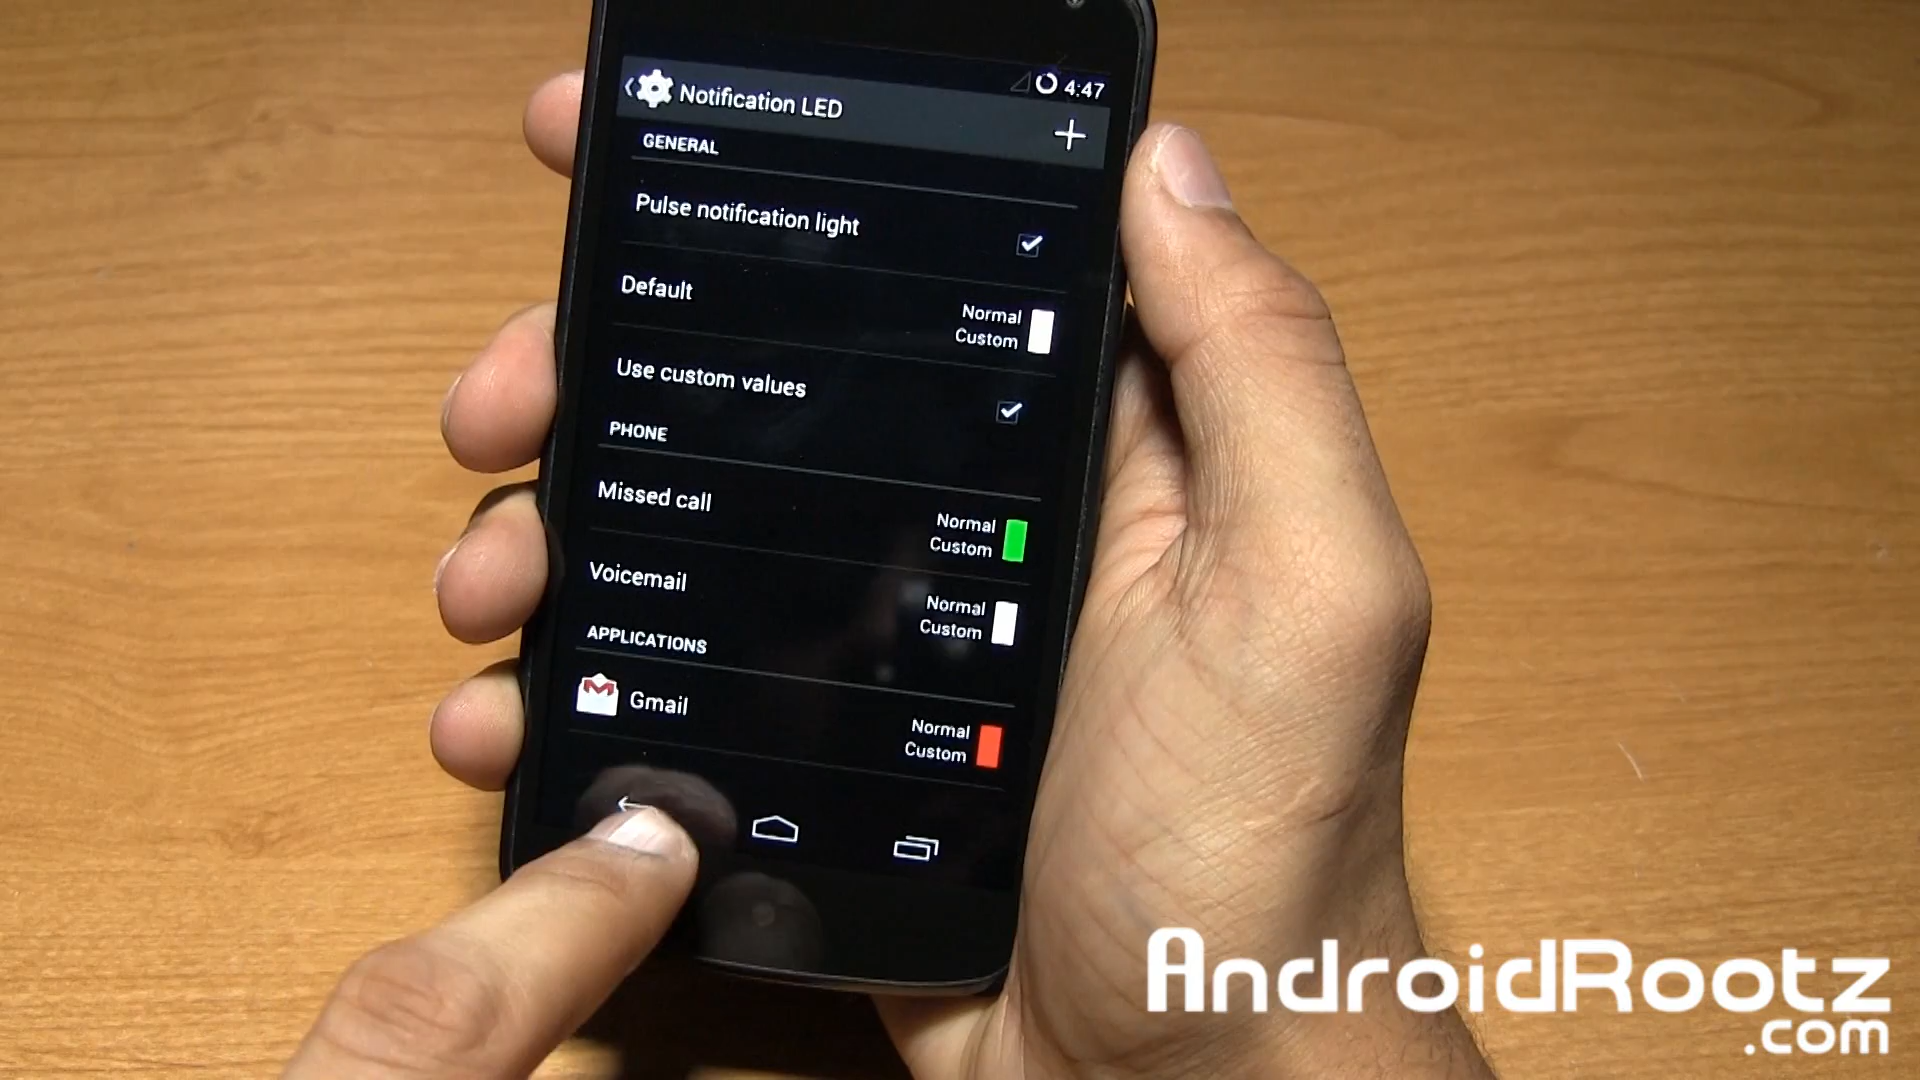 4:47
Notification LED
GENERAL
Pulse notification light
Default
Normal
Custom
Use custom values
PHONE
Missed call
Normal
Custom
Voicemail
Normal
Custom
APPLICATIONS
Gmail
Normal
Custom
AndroidRootz
.com